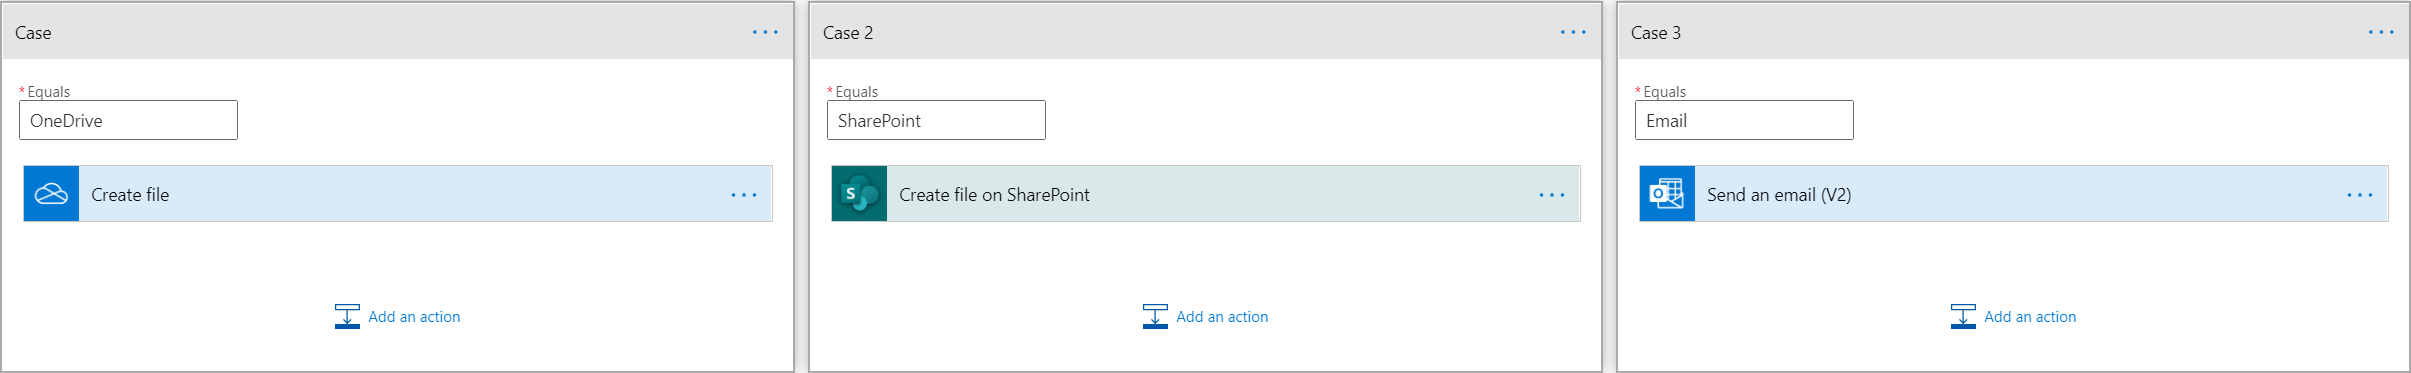 Case
* Equals
OneDrive
Create file
Add an action
Case 2
* Equals
SharePoint
S
Create file on SharePoint
Add an action
Case 3
* Equals
Email
O
Send an email (V2)
Add an action